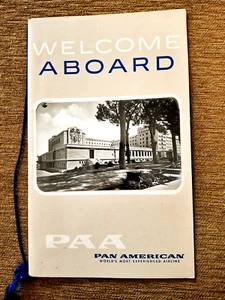 WELCOME
ABOARD
PAA
PAN AMERICAN
WORLD'S MOST EXPERIENCED AIRLINE